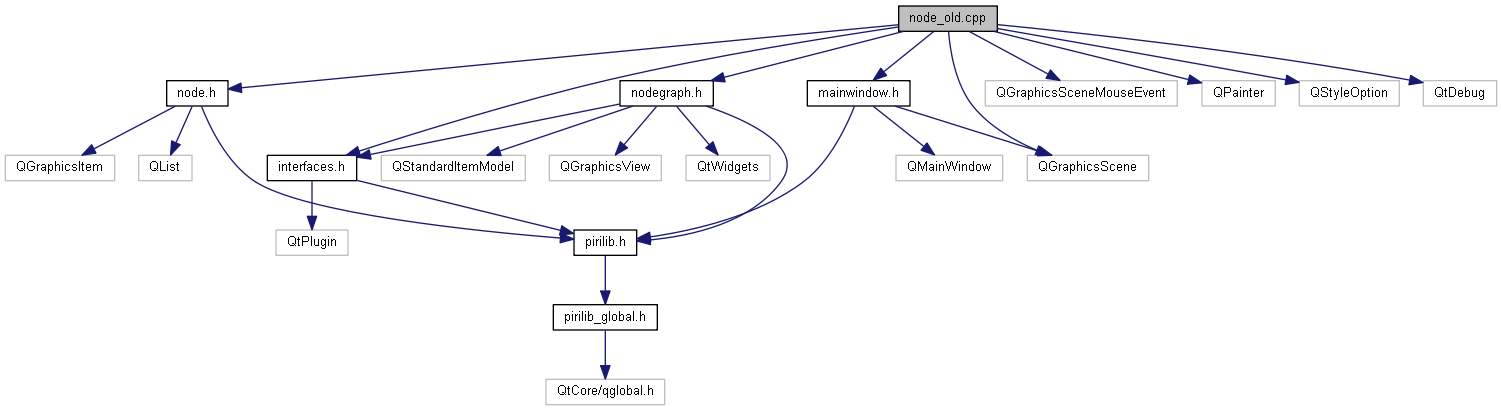 node_old.cpp
node.h
nodegraph.h
mainwindow.h
QGraphicsSceneMouseEvent
QPainter
QStyleOption
QtDebug
QGraphicsItem
QList
interfaces.h
QStandardItemModel
QGraphicsView
QtWidgets
QMainWindow
QGraphicsScene
QtPlugin
pirilib.h
pirilib_global.h
QtCore/qglobal.h